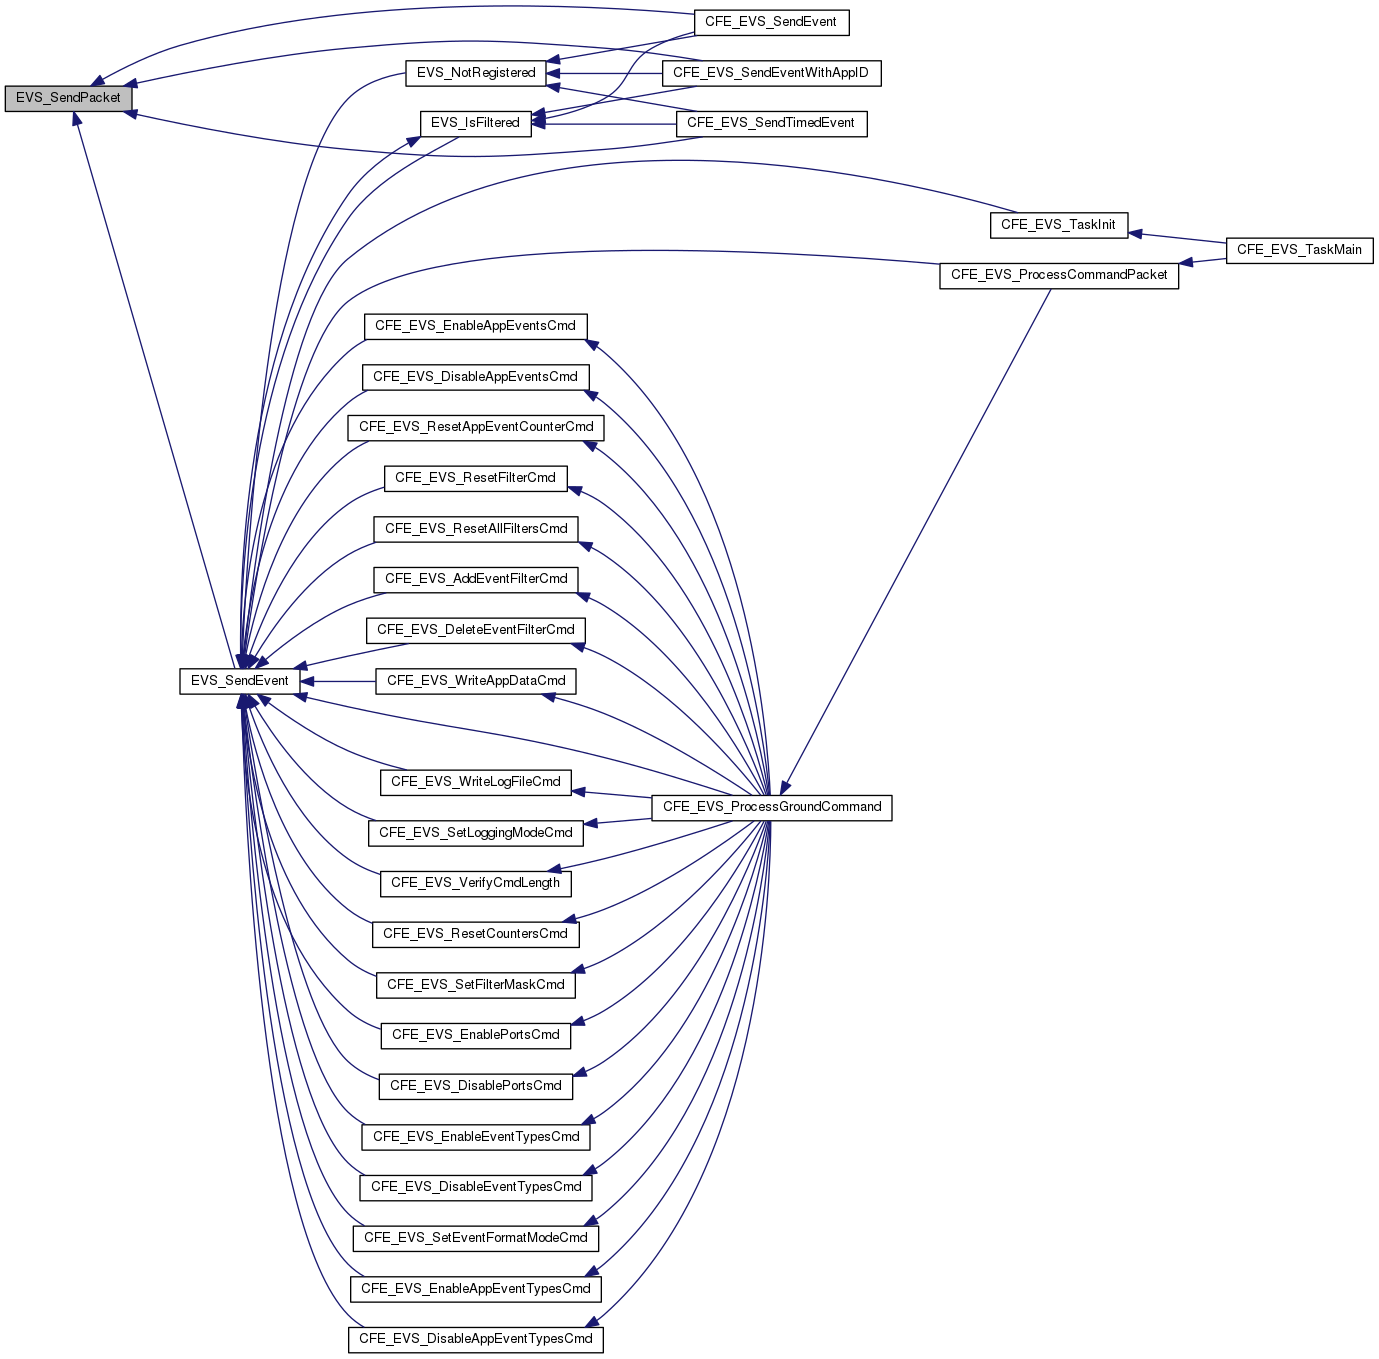 CFE_EVS_SendEvent
EVS_NotRegistered
CFE_EVS_SendEventWithAppID
EVS_SendPacket
EVS_IsFiltered
CFE_EVS_SendTimedEvent
CFE_EVS_TaskInit
CFE_EVS_TaskMain
CFE_EVS_ProcessCommandPacket
CFE_EVS_EnableAppEventsCmd
CFE_EVS_DisableAppEventsCmd
CFE_EVS_ResetAppEventCounterCmd
CFE_EVS_ResetFilterCmd
CFE_EVS_ResetAllFiltersCmd
CFE_EVS_AddEventFilterCmd
CFE_EVS_DeleteEventFilterCmd
EVS_SendEvent
CFE_EVS_WriteAppDataCmd
CFE_EVS_WriteLogFileCmd
CFE_EVS_ProcessGroundCommand
CFE_EVS_SetLoggingModeCmd
CFE_EVS_VerifyCmdLength
CFE_EVS_ResetCountersCmd
CFE_EVS_SetFilterMaskCmd
CFE_EVS_EnablePortsCmd
CFE_EVS_DisablePortsCmd
CFE_EVS_EnableEventTypesCmd
CFE_EVS_DisableEventTypesCmd
CFE_EVS_SetEventFormatModeCmd
CFE_EVS_EnableAppEventTypesCmd
CFE_EVS_DisableAppEventTypesCmd